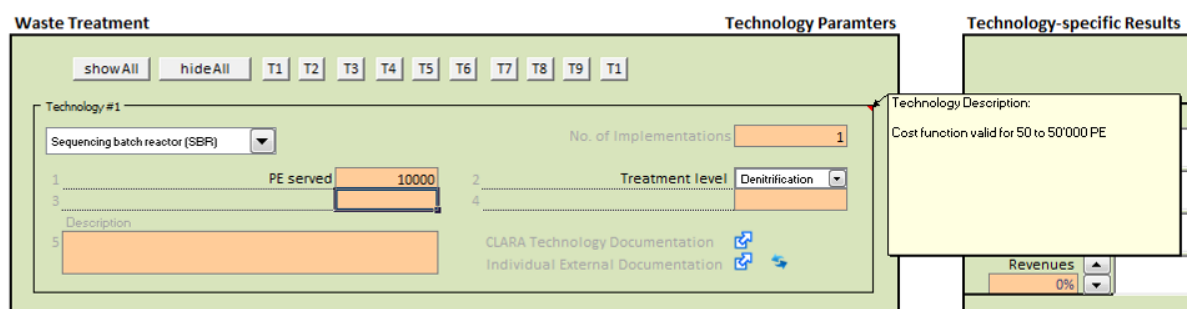 Waste Treatment
Technology Paramters
Technology-specific Results
showAll hideAll T1 T2 T3 T4 T5 T6 T7 T8 T9 T1
Technology #1
Technology Description:
Cost function valid for 50 to 50'000 PE
Sequencing batch reactor (SBR)
No. of Implementations 1
1 PE served 10000
2 Treatment level Denitrification
3
4
Description
5
CLARA Technology Documentation
Individual External Documentation
Revenues
0%